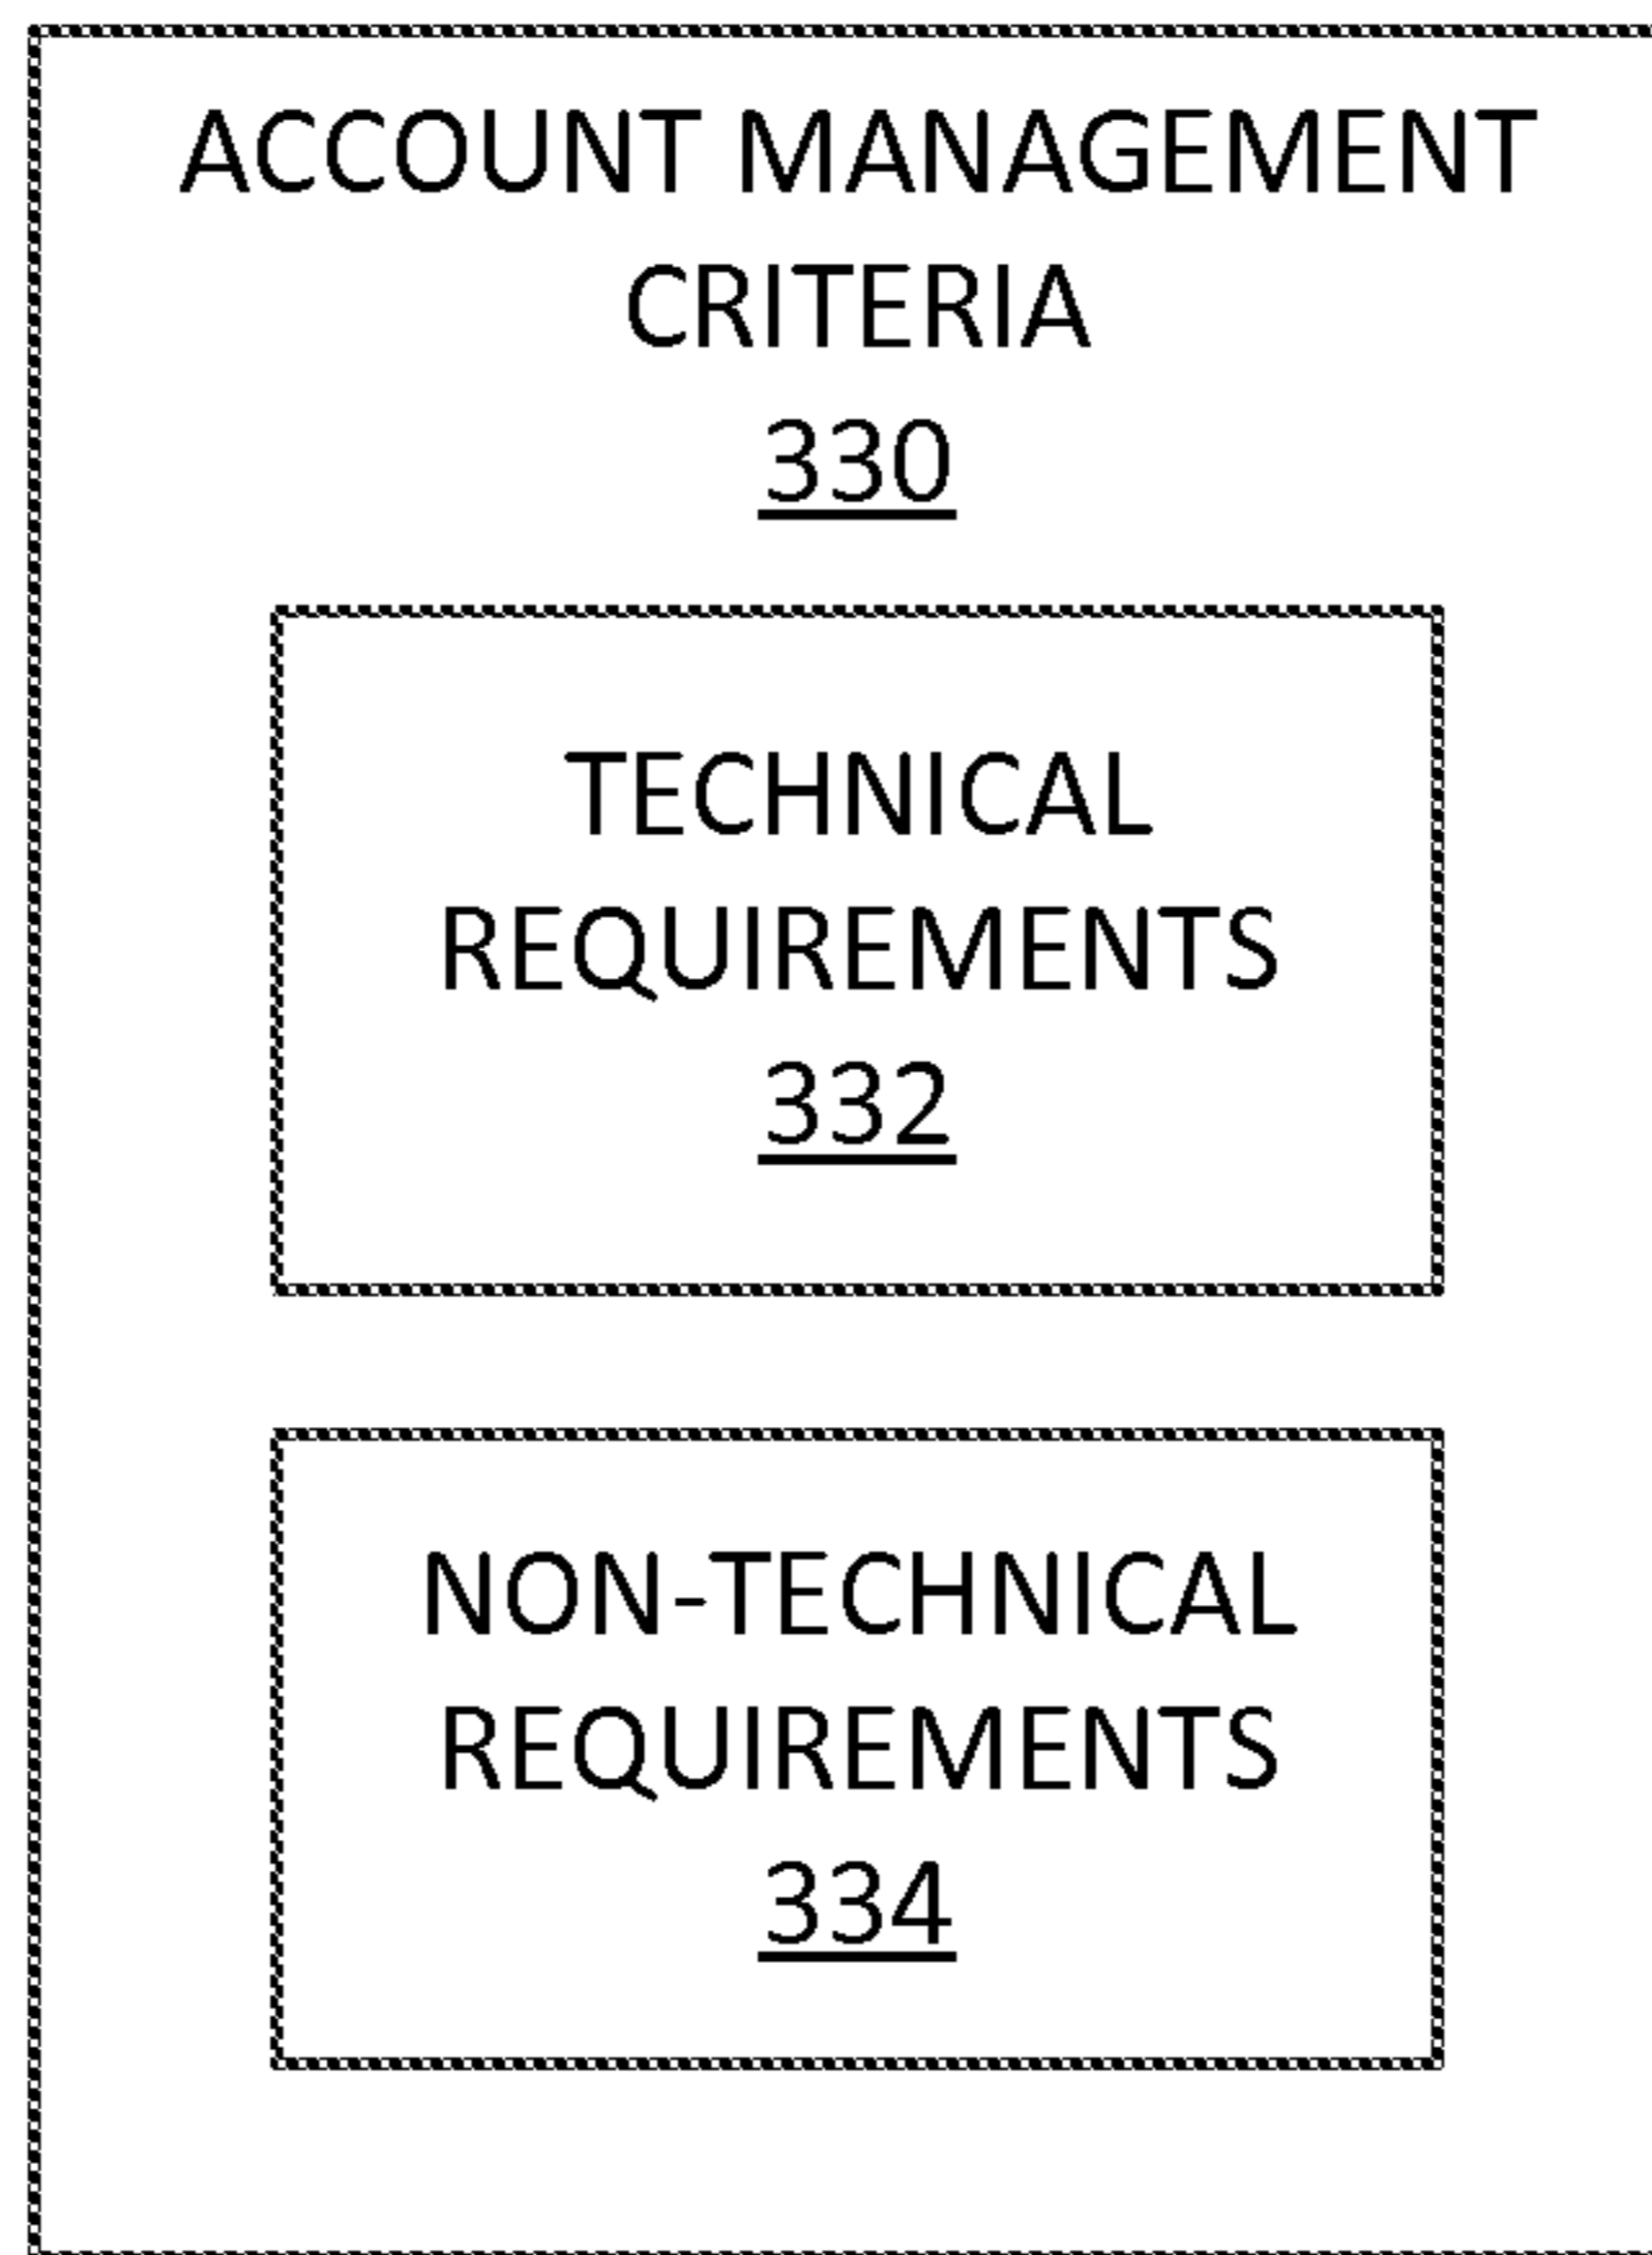 ACCOUNT MANAGEMENT
CRITERIA
330
TECHNICAL
REQUIREMENTS
332
NON-TECHNICAL
REQUIREMENTS
334